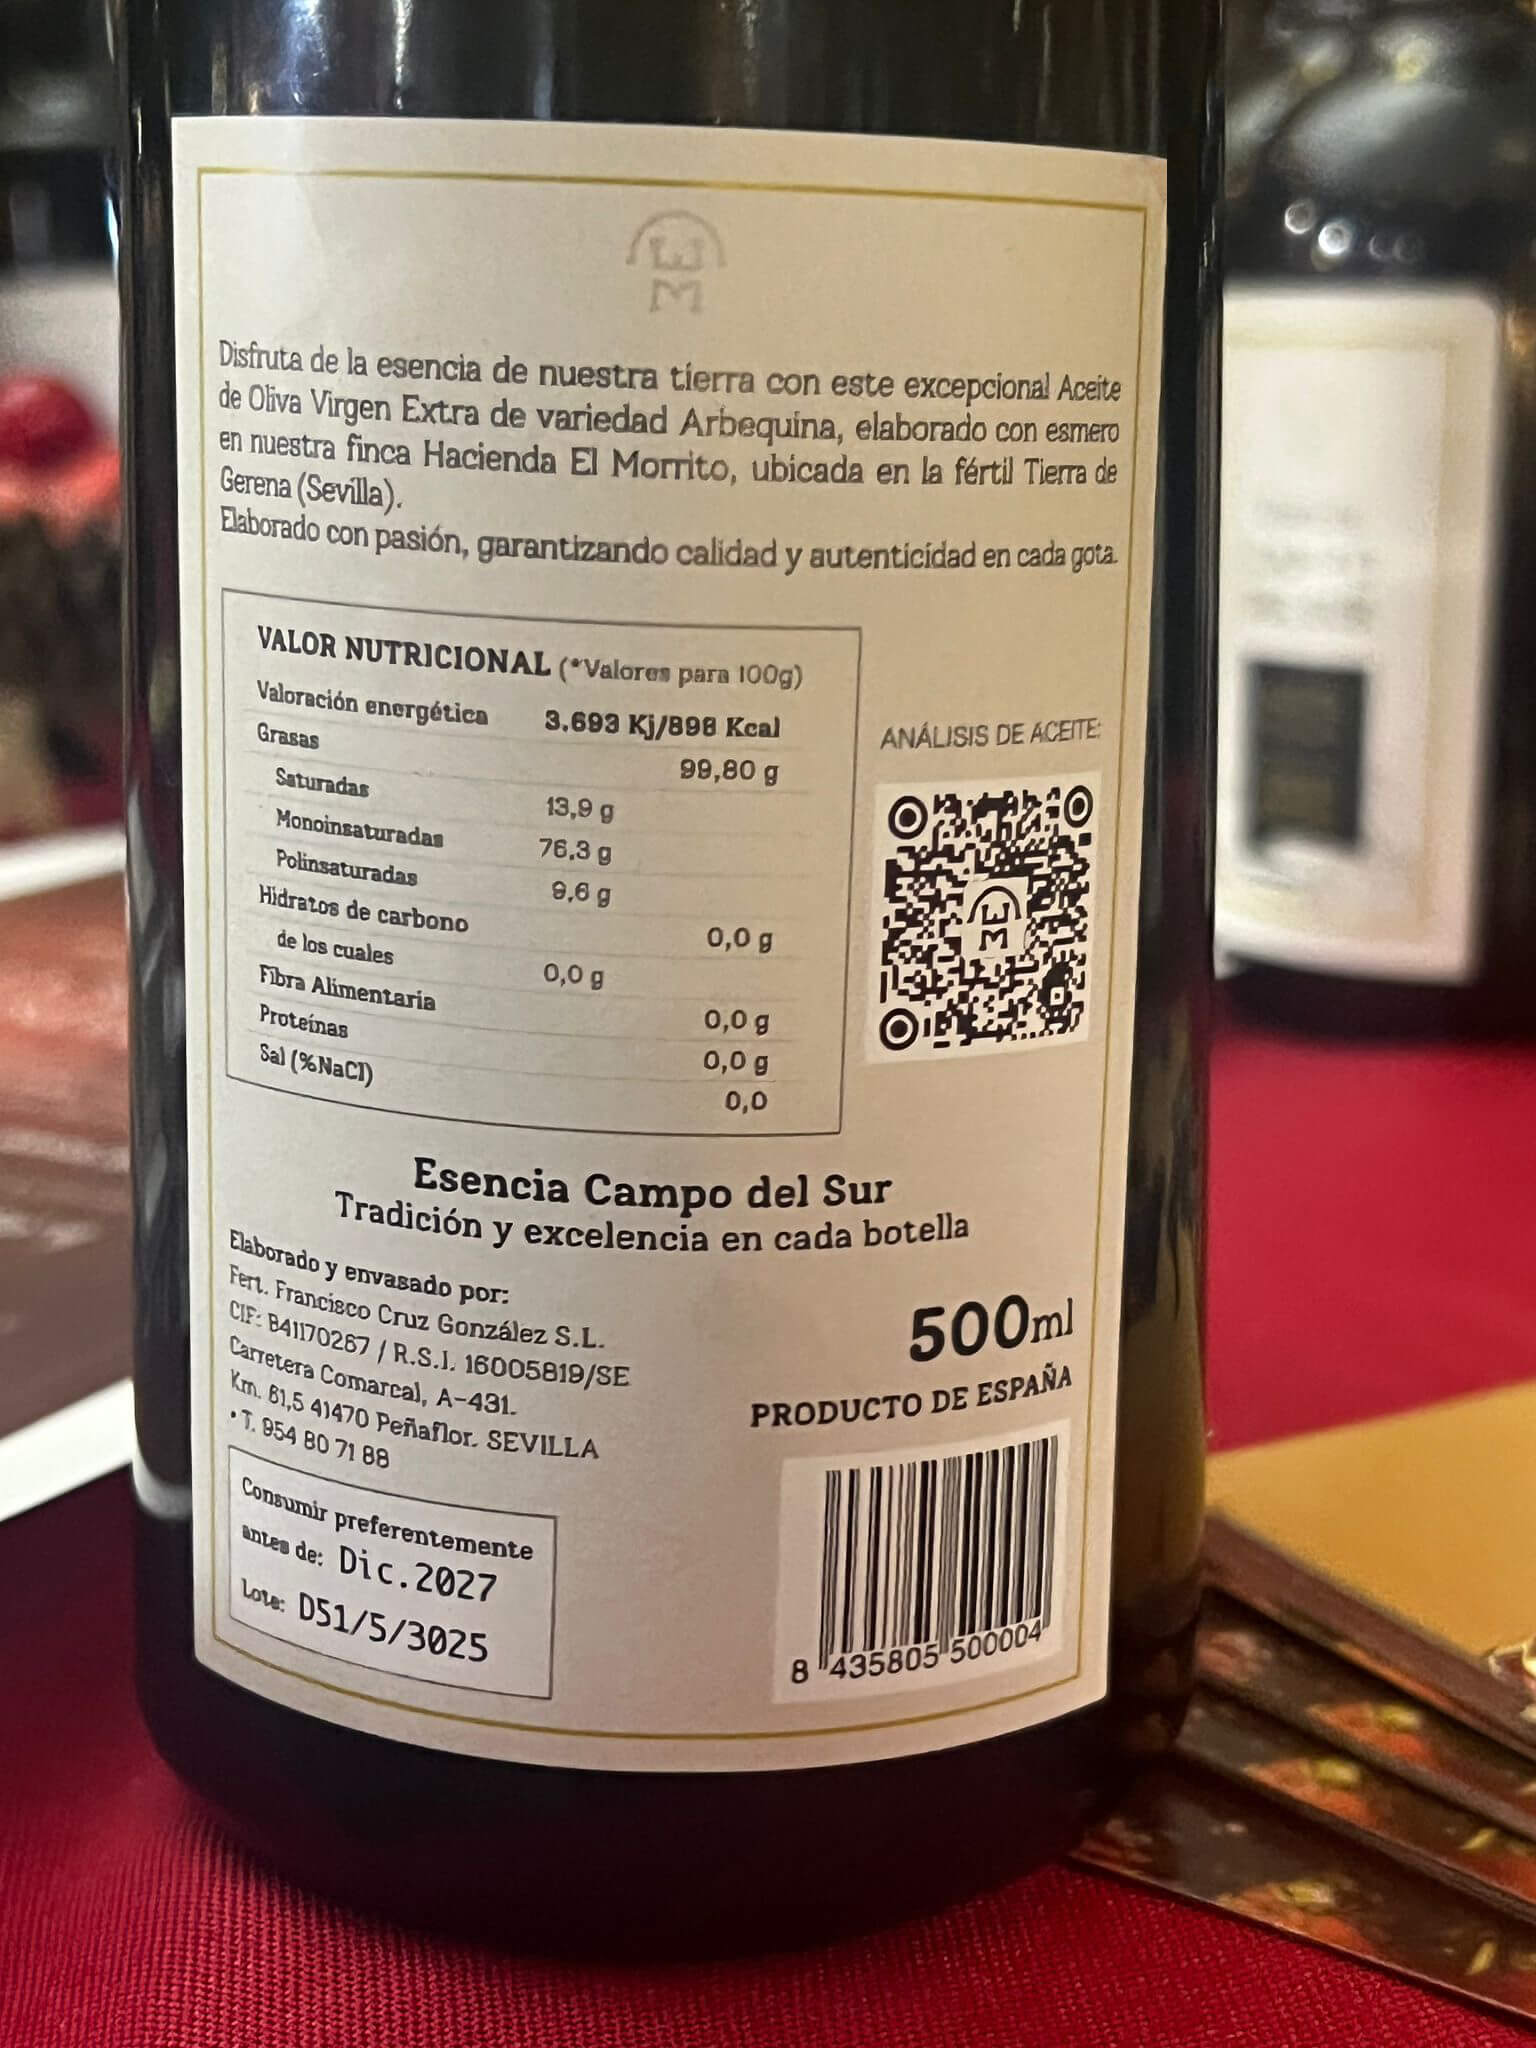 Disfruta de la esencia de nuestra tierra con este excepcional Aceite
de Oliva Virgen Extra de variedad Arbequina, elaborado con esmero
en nuestra finca Hacienda El Morrito, ubicada en la fértil Tierra de
Gerena (Sevilla).
Elaborado con pasión, garantizando calidad y autenticidad en cada gota.
VALOR NUTRICIONAL (*Valores para 100g)
Valoración energética 3.693 Kj/898 Kcal
Grasas 99,80 g
Saturadas 13,9 g
Monoinsaturadas 76,3 g
Polinsaturadas 9,6 g
Hidratos de carbono 0,0 g
de los cuales 0,0 g
Fibra Alimentaria 0,0 g
Proteínas 0,0 g
Sal (%NaCl) 0,0
ANÁLISIS DE ACEITE:
Esencia Campo del Sur
Tradición y excelencia en cada botella
Elaborado y envasado por:
Fert. Francisco Cruz González S.L.
CIF: B41170267 / R.S.I. 16005819/SE
Carretera Comarcal, A-431.
Km. 61,5 41470 Peñaflor. SEVILLA
• T. 954 80 71 88
500ml
PRODUCTO DE ESPAÑA
Consumir preferentemente
antes de: Dic.2027
Lote: D51/5/3025
8 435805 500004